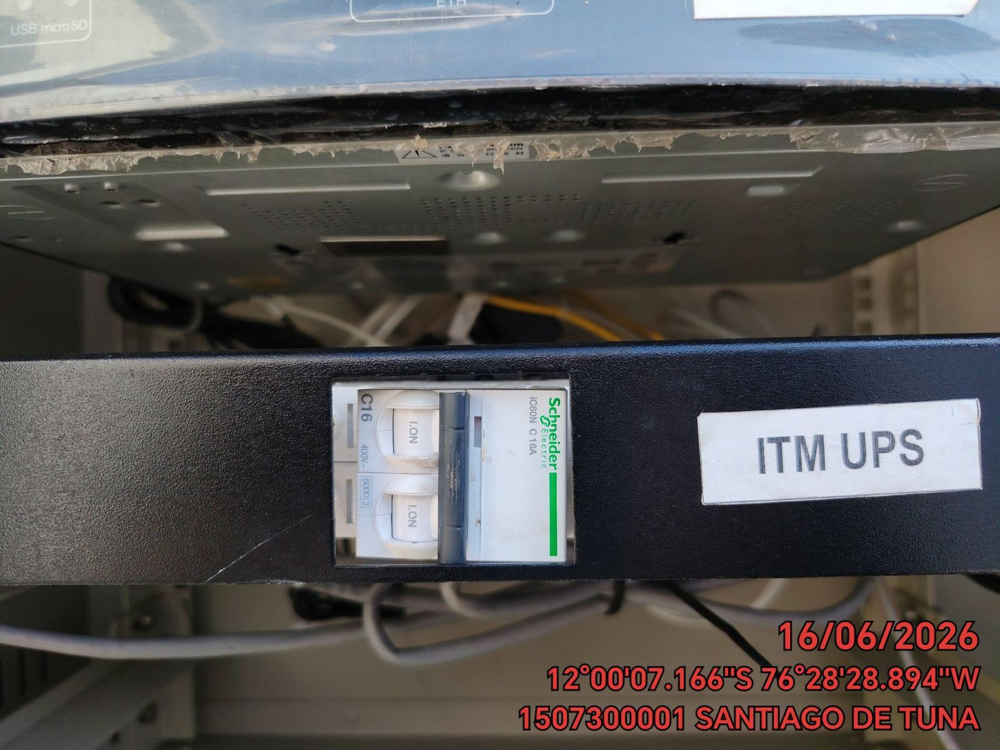 USB microSD
ETH
Schneider
Electric
iC60N C 16A
C16
400V~
6000 3
I.ON
I.ON
ITM UPS
16/06/2026
12°00'07.166"S 76°28'28.894"W
1507300001 SANTIAGO DE TUNA